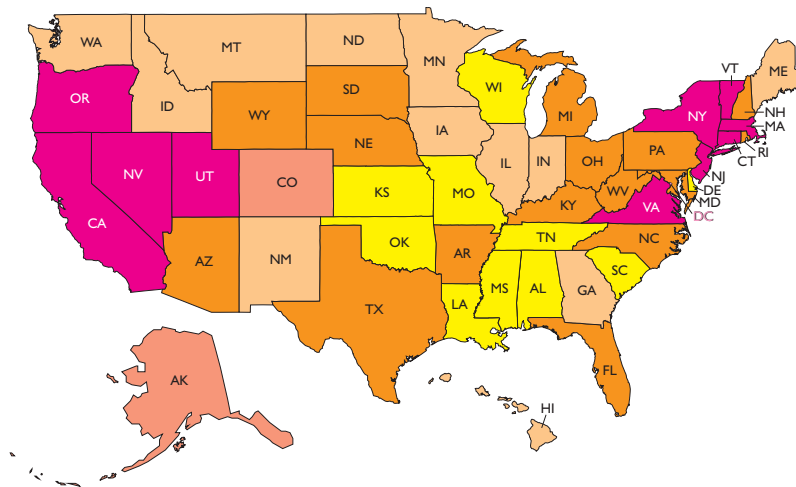 WA
MT
ND
MN
VT
ME
OR
ID
WY
SD
WI
MI
NY
NH
MA
RI
CT
NE
IA
IL
IN
OH
PA
NJ
DE
MD
DC
NV
UT
CO
KS
MO
KY
WV
VA
CA
AZ
NM
OK
AR
TN
NC
SC
TX
LA
MS
AL
GA
FL
AK
HI